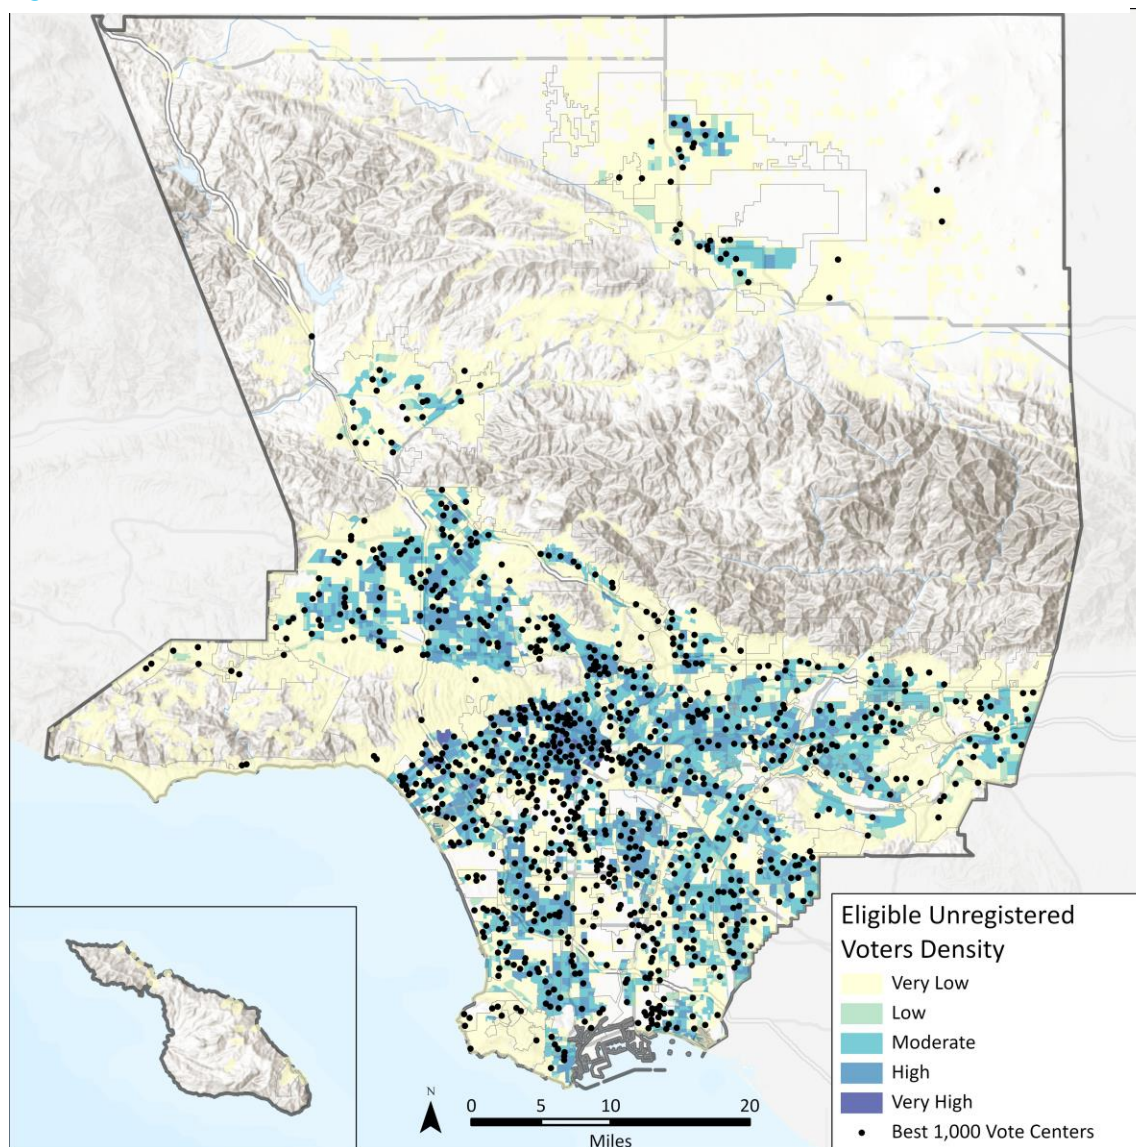 Eligible Unregistered
Voters Density
Very Low
Low
Moderate
High
Very High
Best 1,000 Vote Centers
N
0 5 10 20
Miles